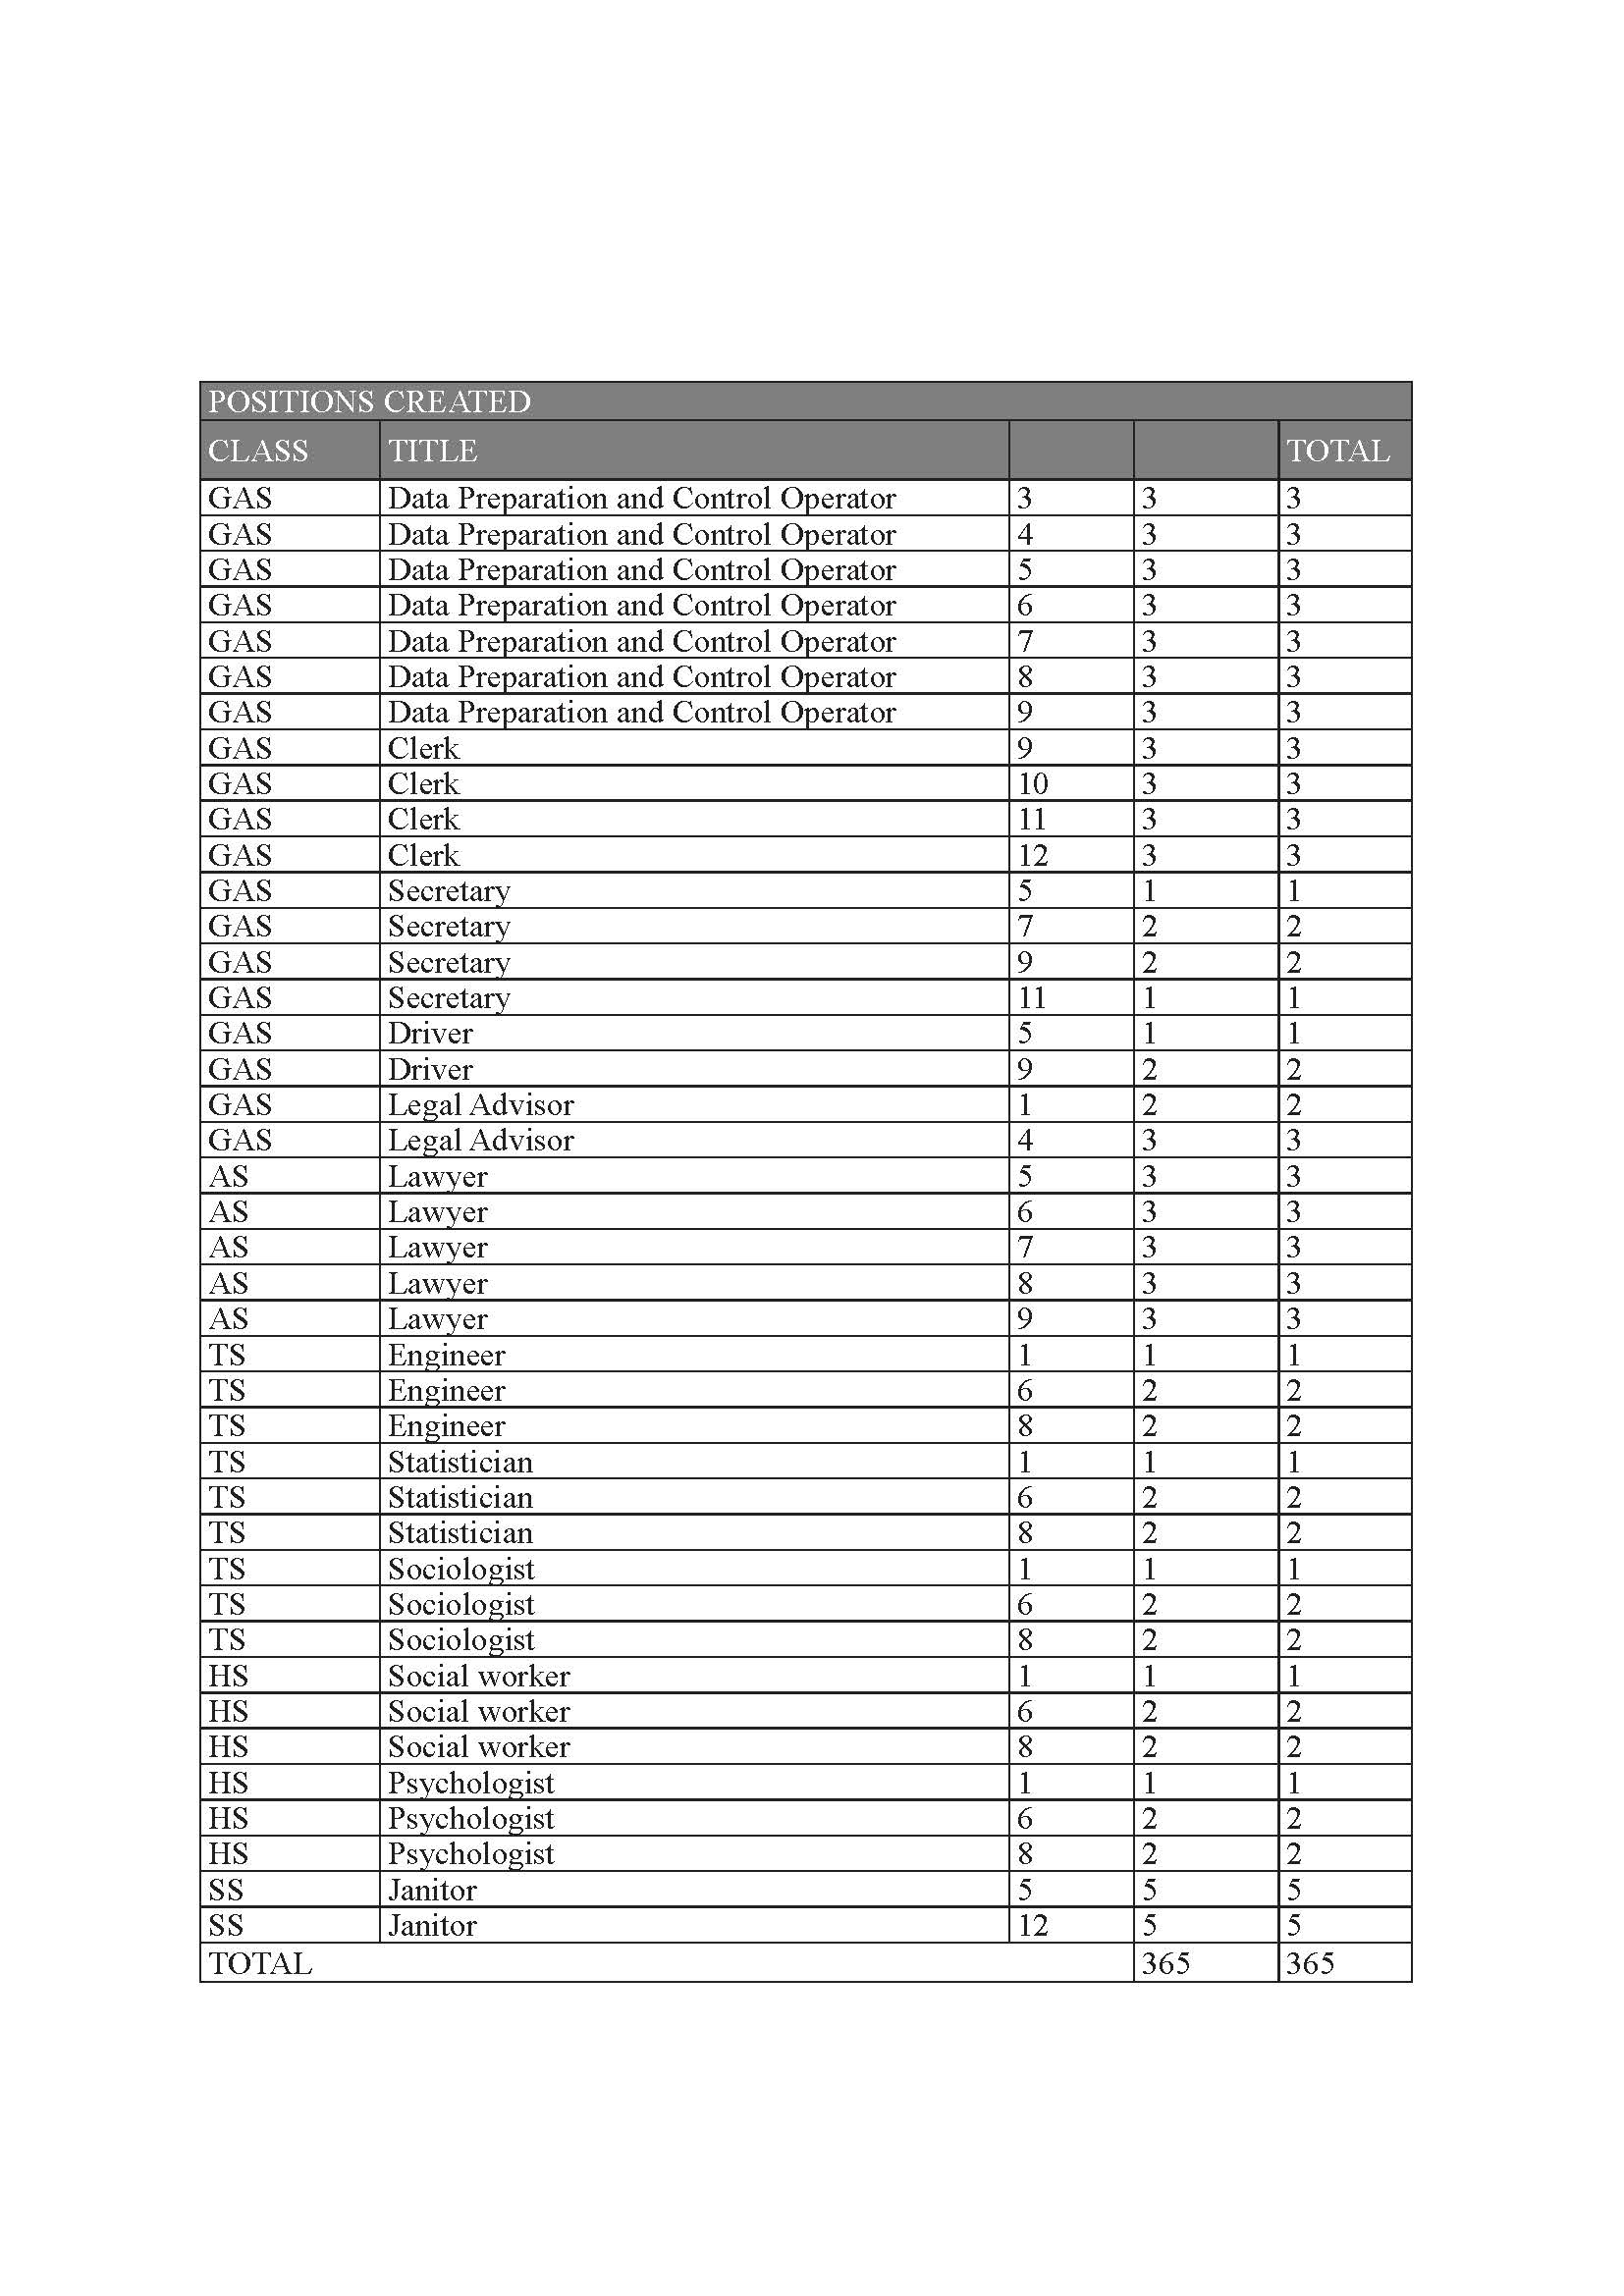 POSITIONS CREATED
CLASS TITLE TOTAL
GAS Data Preparation and Control Operator 3 3 3
GAS Data Preparation and Control Operator 4 3 3
GAS Data Preparation and Control Operator 5 3 3
GAS Data Preparation and Control Operator 6 3 3
GAS Data Preparation and Control Operator 7 3 3
GAS Data Preparation and Control Operator 8 3 3
GAS Data Preparation and Control Operator 9 3 3
GAS Clerk 9 3 3
GAS Clerk 10 3 3
GAS Clerk 11 3 3
GAS Clerk 12 3 3
GAS Secretary 5 1 1
GAS Secretary 7 2 2
GAS Secretary 9 2 2
GAS Secretary 11 1 1
GAS Driver 5 1 1
GAS Driver 9 2 2
GAS Legal Advisor 1 2 2
GAS Legal Advisor 4 3 3
AS Lawyer 5 3 3
AS Lawyer 6 3 3
AS Lawyer 7 3 3
AS Lawyer 8 3 3
AS Lawyer 9 3 3
TS Engineer 1 1 1
TS Engineer 6 2 2
TS Engineer 8 2 2
TS Statistician 1 1 1
TS Statistician 6 2 2
TS Statistician 8 2 2
TS Sociologist 1 1 1
TS Sociologist 6 2 2
TS Sociologist 8 2 2
HS Social worker 1 1 1
HS Social worker 6 2 2
HS Social worker 8 2 2
HS Psychologist 1 1 1
HS Psychologist 6 2 2
HS Psychologist 8 2 2
SS Janitor 5 5 5
SS Janitor 12 5 5
TOTAL 365 365